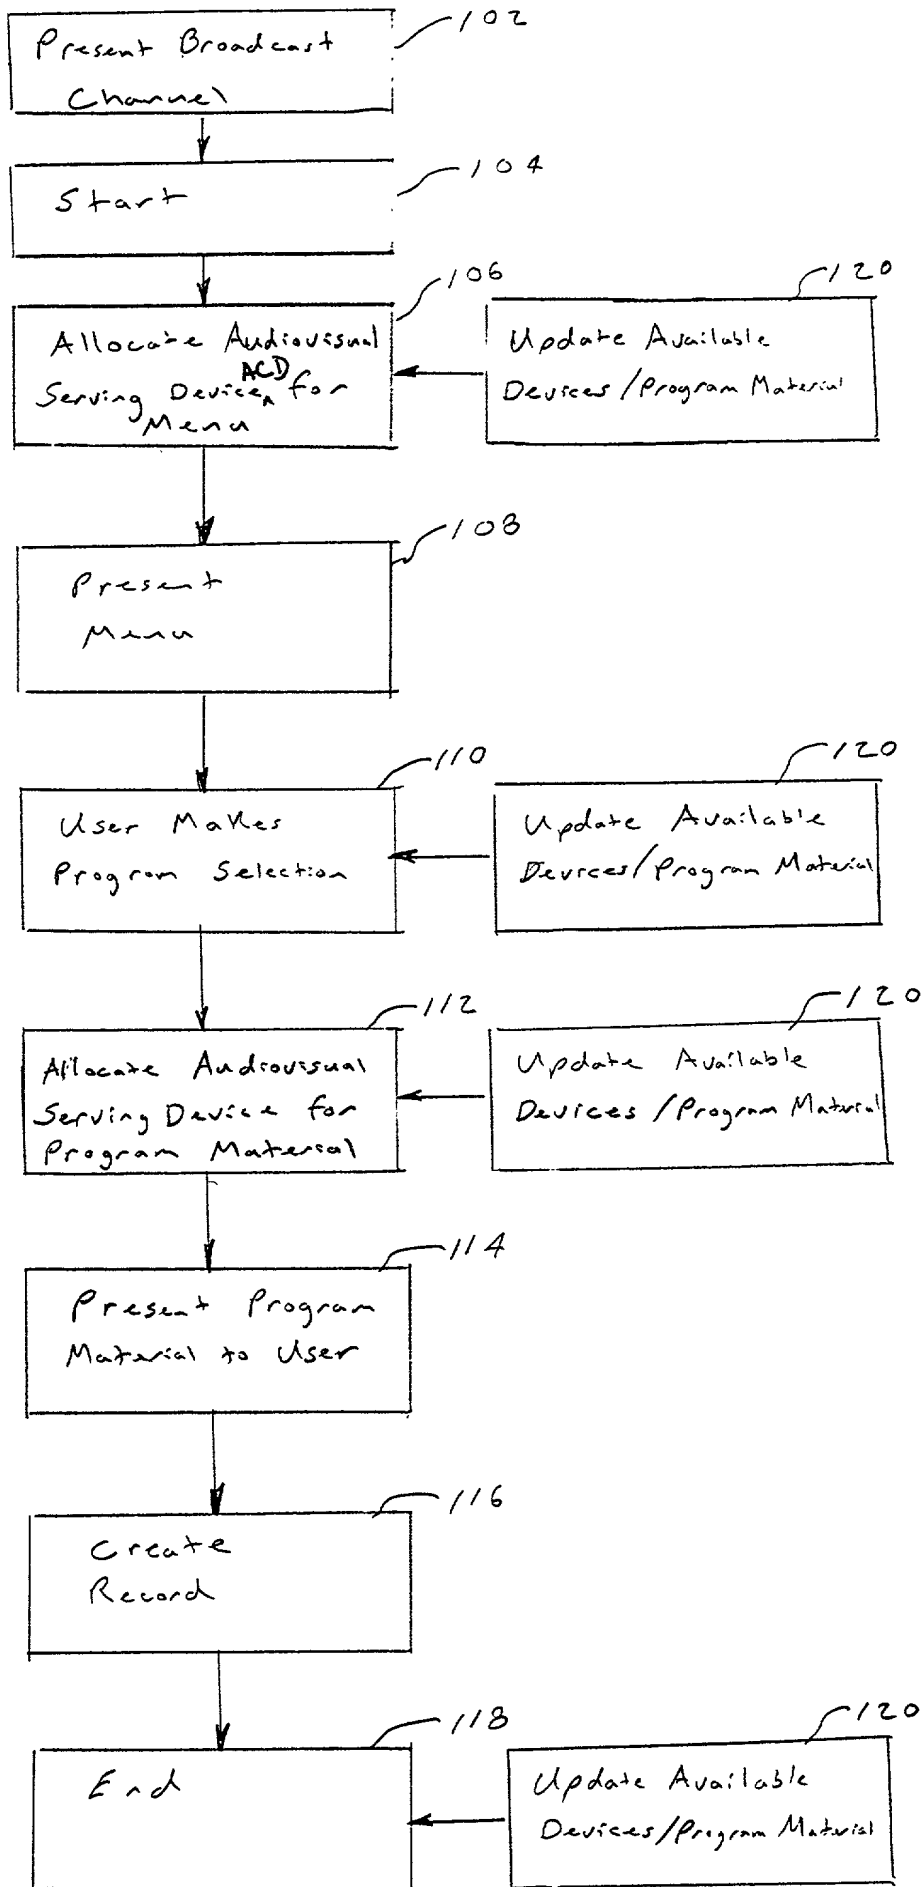 Present Broadcast
Channel
102
Start
104
Allocate Audiovisual
ACD
Serving Device for
Menu
106
Update Available
Devices/Program Material
120
Present
Menu
108
User Makes
Program Selection
110
Update Available
Devices/Program Material
120
Allocate Audiovisual
Serving Device for
Program Material
112
Update Available
Devices/Program Material
120
Present Program
Material to User
114
Create
Record
116
End
118
Update Available
Devices/Program Material
120